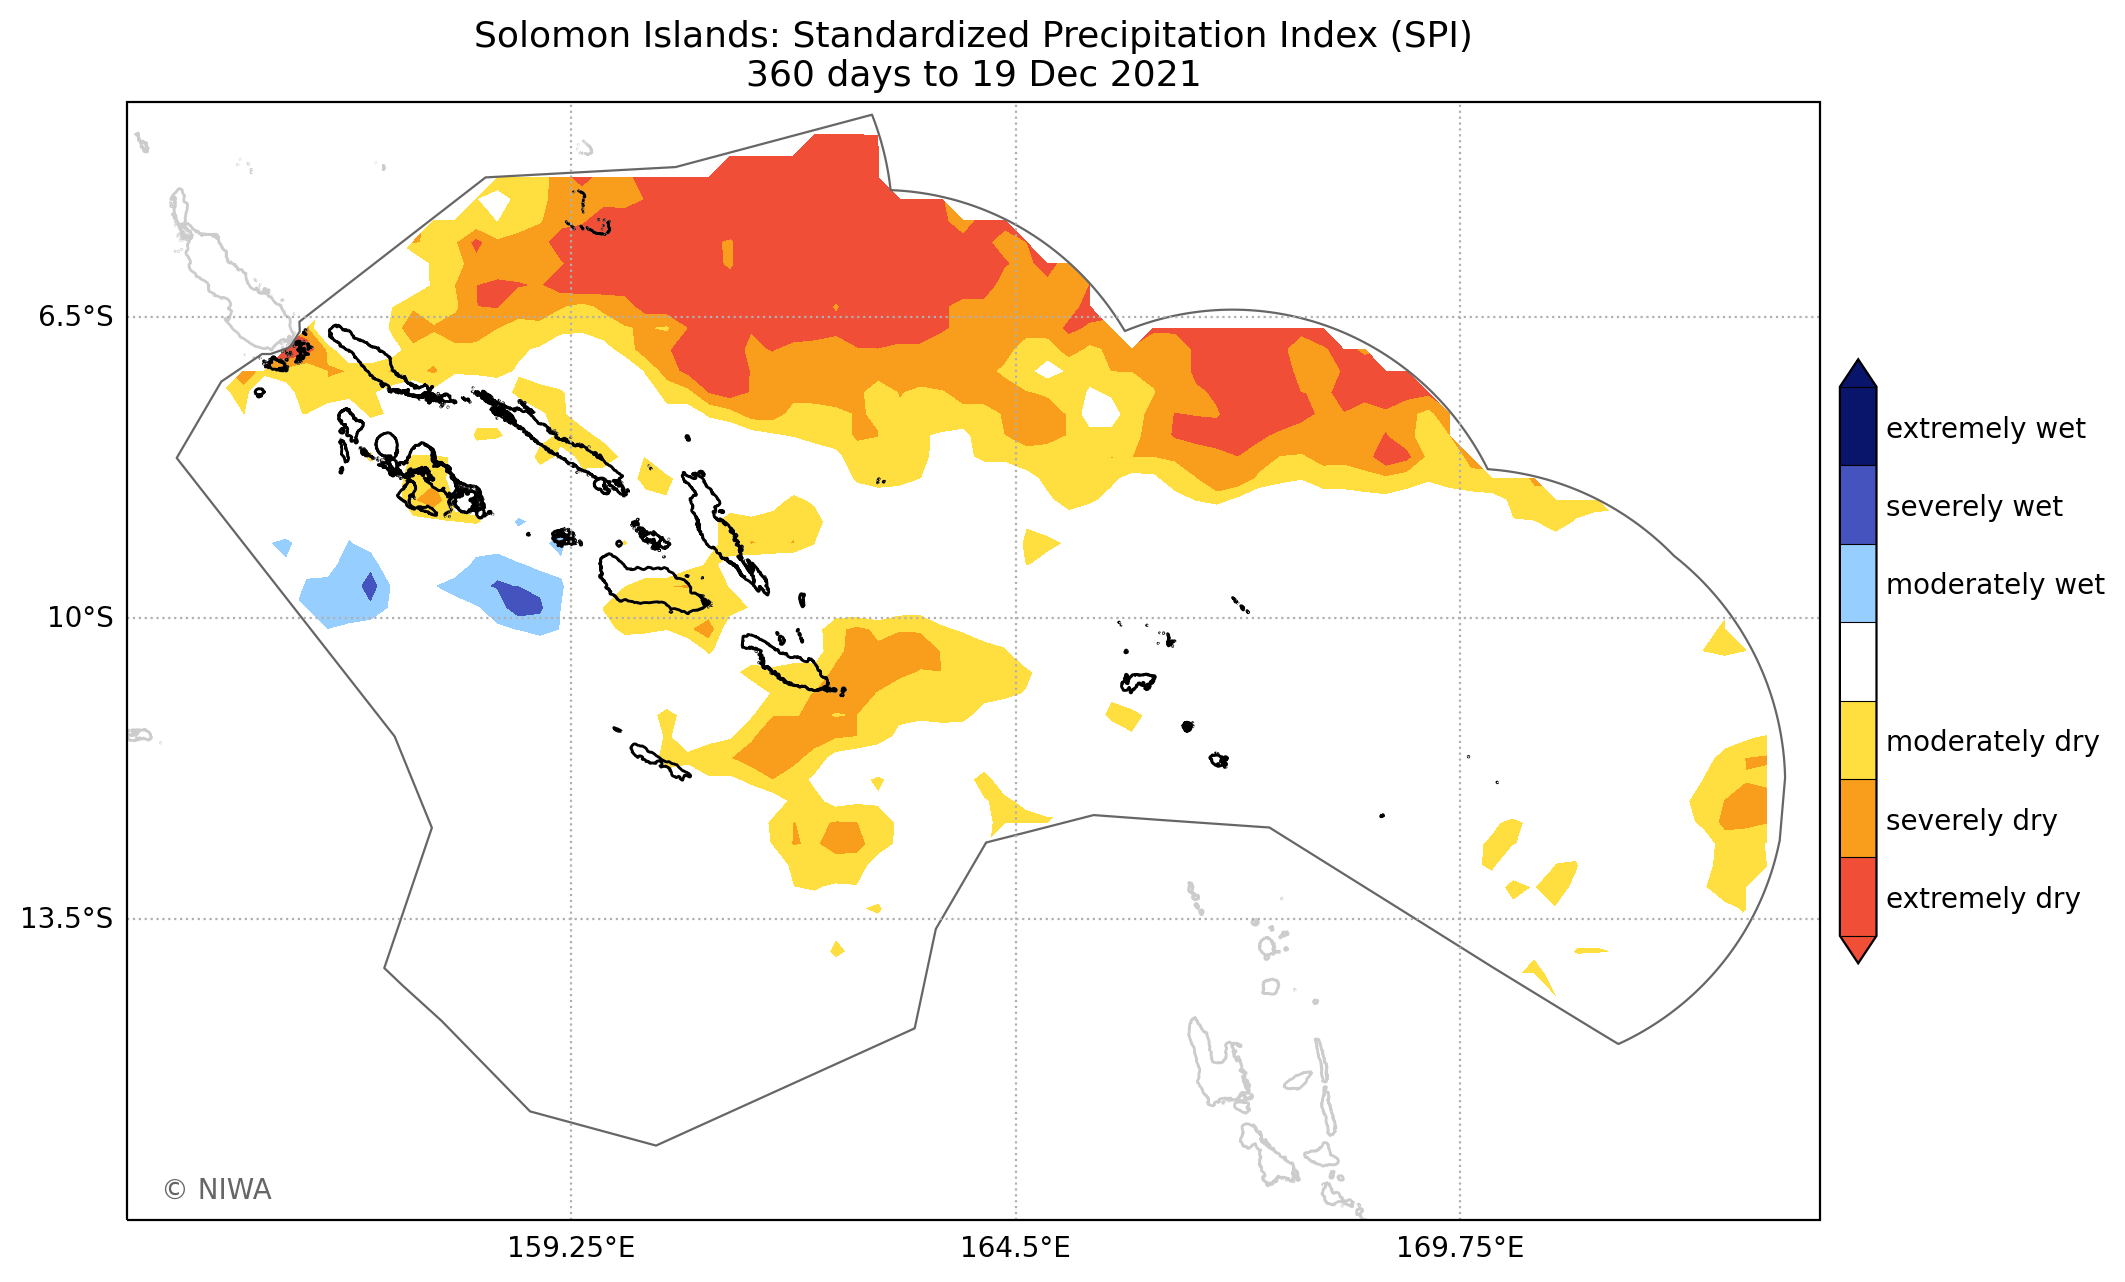 Solomon Islands: Standardized Precipitation Index (SPI)
360 days to 19 Dec 2021
6.5°S
10°S
13.5°S
159.25°E
164.5°E
169.75°E
extremely wet
severely wet
moderately wet
moderately dry
severely dry
extremely dry
© NIWA